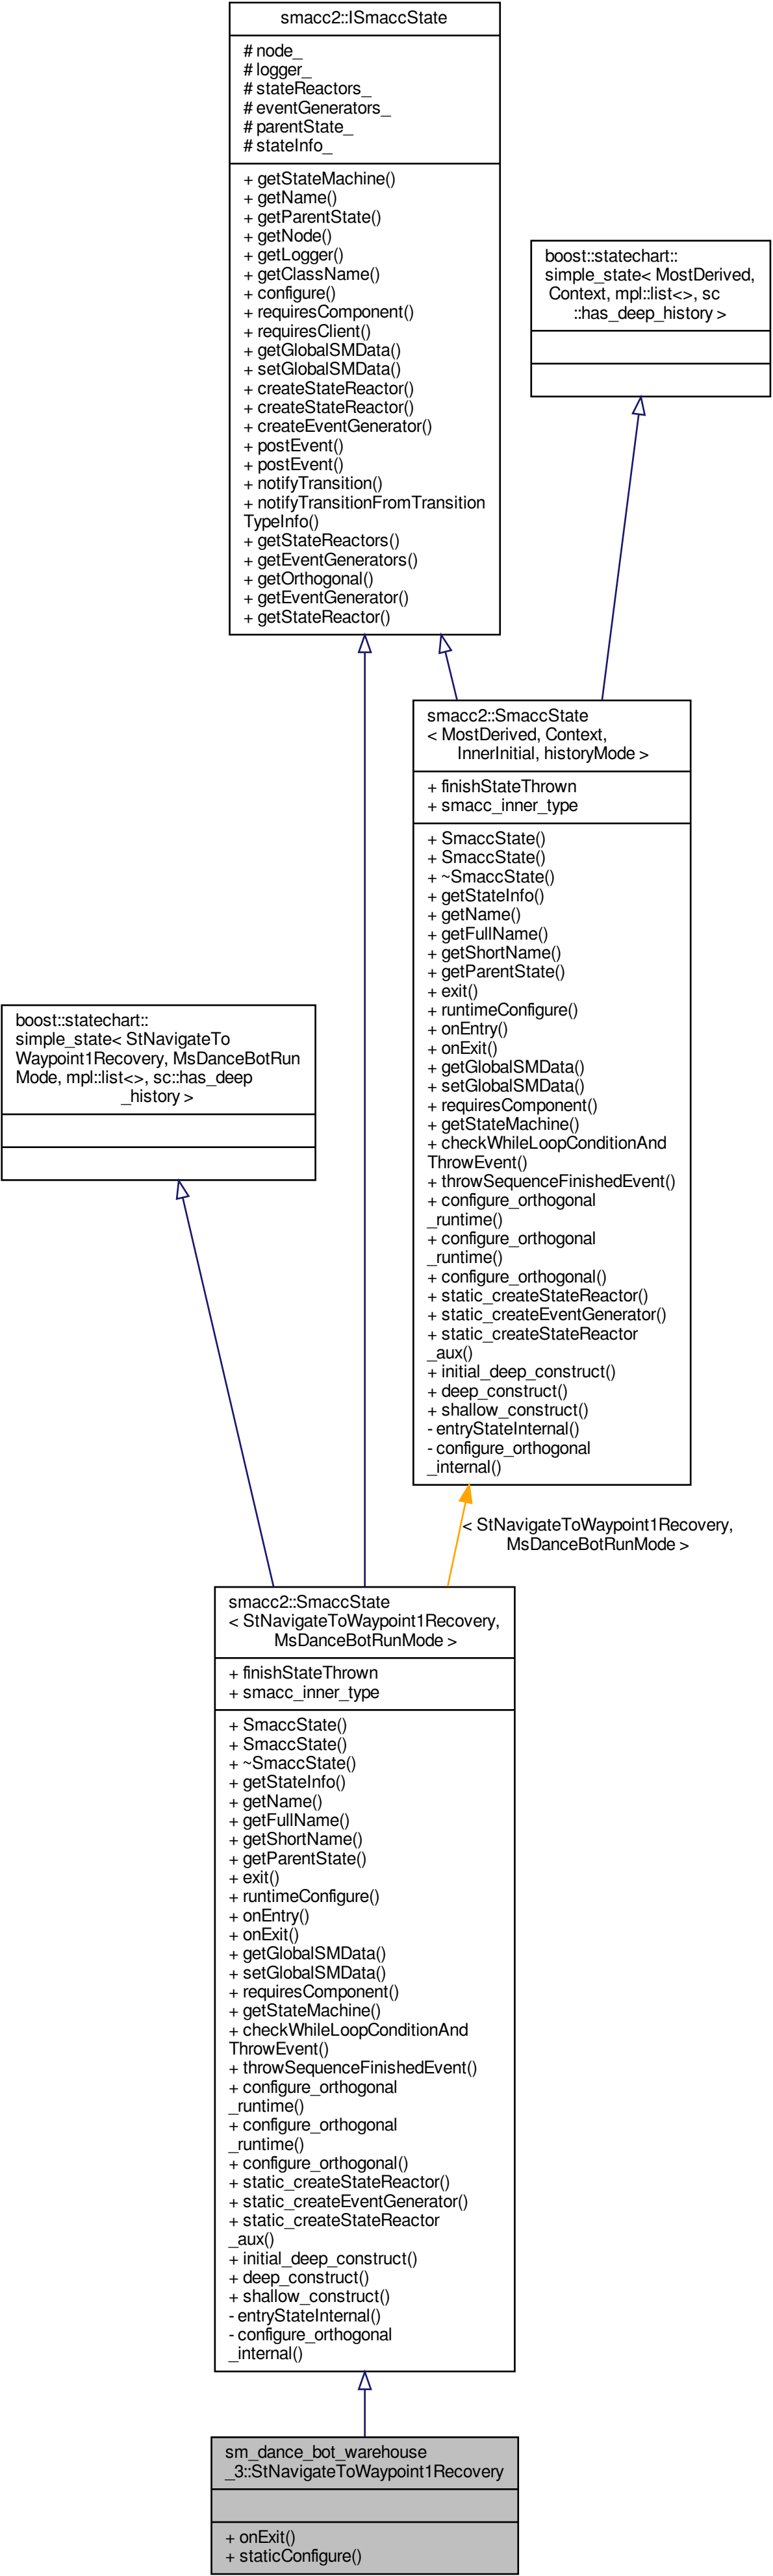 smacc2::ISmaccState
# node_
# logger_
# stateReactors_
# eventGenerators_
# parentState_
# stateInfo_
+ getStateMachine()
+ getName()
+ getParentState()
+ getNode()
+ getLogger()
+ getClassName()
+ configure()
+ requiresComponent()
+ requiresClient()
+ getGlobalSMData()
+ setGlobalSMData()
+ createStateReactor()
+ createStateReactor()
+ createEventGenerator()
+ postEvent()
+ postEvent()
+ notifyTransition()
+ notifyTransitionFromTransition
TypeInfo()
+ getStateReactors()
+ getEventGenerators()
+ getOrthogonal()
+ getEventGenerator()
+ getStateReactor()
boost::statechart::
simple_state< MostDerived,
Context, mpl::list<>, sc
::has_deep_history >
smacc2::SmaccState
< MostDerived, Context,
InnerInitial, historyMode >
+ finishStateThrown
+ smacc_inner_type
+ SmaccState()
+ SmaccState()
+ ~SmaccState()
+ getStateInfo()
+ getName()
+ getFullName()
+ getShortName()
+ getParentState()
+ exit()
+ runtimeConfigure()
+ onEntry()
+ onExit()
+ getGlobalSMData()
+ setGlobalSMData()
+ requiresComponent()
+ getStateMachine()
+ checkWhileLoopConditionAnd
ThrowEvent()
+ throwSequenceFinishedEvent()
+ configure_orthogonal
_runtime()
+ configure_orthogonal
_runtime()
+ configure_orthogonal()
+ static_createStateReactor()
+ static_createEventGenerator()
+ static_createStateReactor
_aux()
+ initial_deep_construct()
+ deep_construct()
+ shallow_construct()
- entryStateInternal()
- configure_orthogonal
_internal()
boost::statechart::
simple_state< StNavigateTo
Waypoint1Recovery, MsDanceBotRun
Mode, mpl::list<>, sc::has_deep
_history >
< StNavigateToWaypoint1Recovery,
MsDanceBotRunMode >
smacc2::SmaccState
< StNavigateToWaypoint1Recovery,
MsDanceBotRunMode >
+ finishStateThrown
+ smacc_inner_type
+ SmaccState()
+ SmaccState()
+ ~SmaccState()
+ getStateInfo()
+ getName()
+ getFullName()
+ getShortName()
+ getParentState()
+ exit()
+ runtimeConfigure()
+ onEntry()
+ onExit()
+ getGlobalSMData()
+ setGlobalSMData()
+ requiresComponent()
+ getStateMachine()
+ checkWhileLoopConditionAnd
ThrowEvent()
+ throwSequenceFinishedEvent()
+ configure_orthogonal
_runtime()
+ configure_orthogonal
_runtime()
+ configure_orthogonal()
+ static_createStateReactor()
+ static_createEventGenerator()
+ static_createStateReactor
_aux()
+ initial_deep_construct()
+ deep_construct()
+ shallow_construct()
- entryStateInternal()
- configure_orthogonal
_internal()
sm_dance_bot_warehouse
_3::StNavigateToWaypoint1Recovery
+ onExit()
+ staticConfigure()